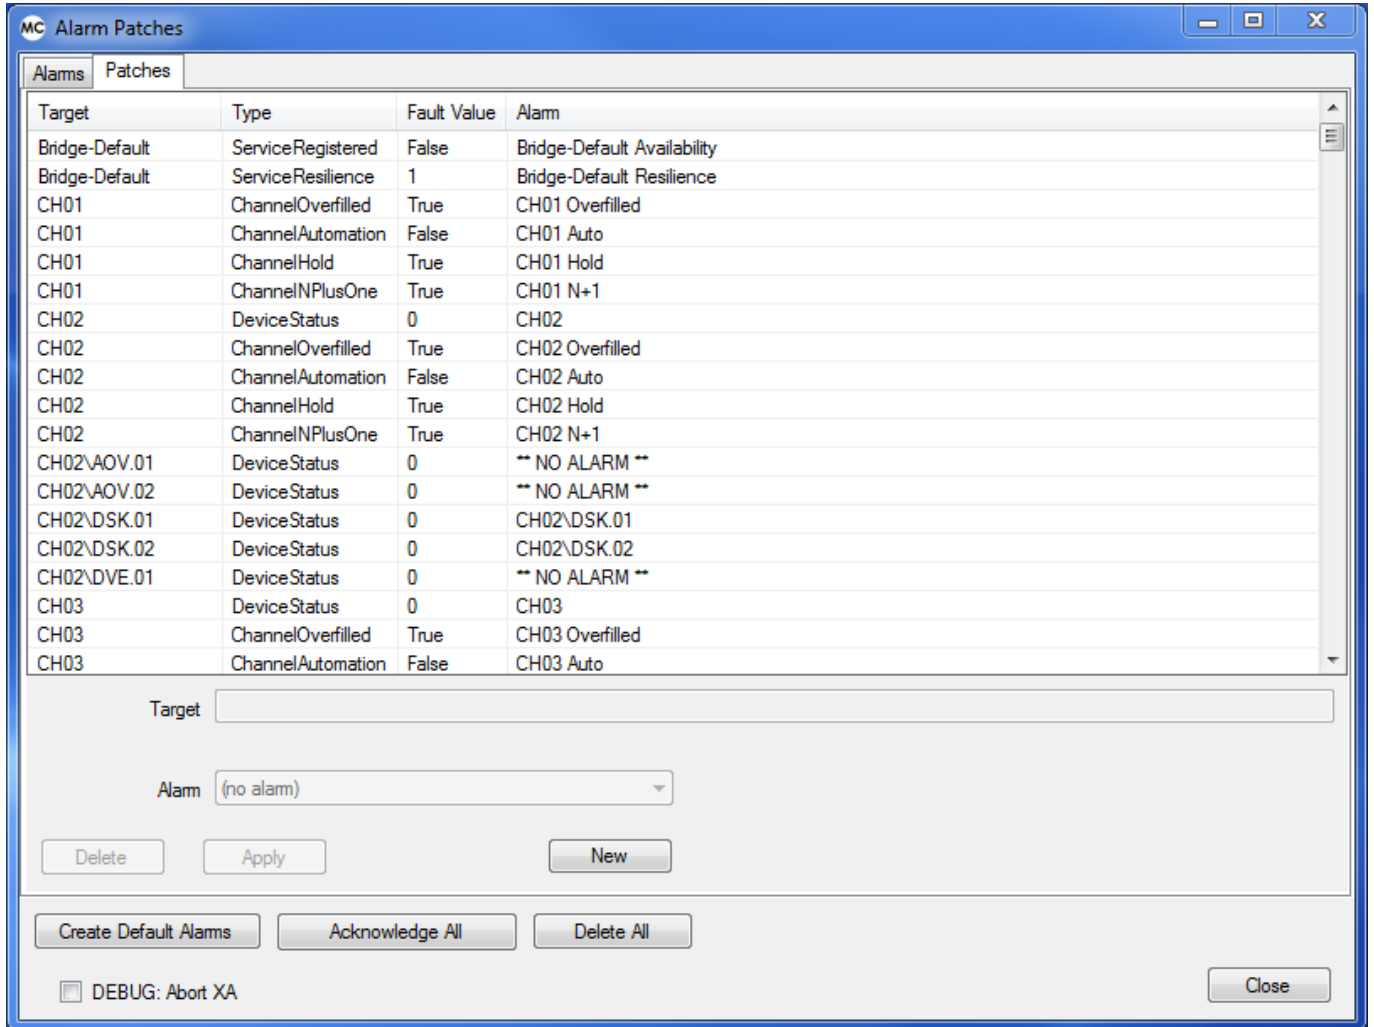 MC Alarm Patches
Alarms Patches
Target Type Fault Value Alarm
Bridge-Default ServiceRegistered False Bridge-Default Availability
Bridge-Default ServiceResilience 1 Bridge-Default Resilience
CH01 ChannelOverfilled True CH01 Overfilled
CH01 ChannelAutomation False CH01 Auto
CH01 ChannelHold True CH01 Hold
CH01 ChannelNPlusOne True CH01 N+1
CH02 DeviceStatus 0 CH02
CH02 ChannelOverfilled True CH02 Overfilled
CH02 ChannelAutomation False CH02 Auto
CH02 ChannelHold True CH02 Hold
CH02 ChannelNPlusOne True CH02 N+1
CH02\AOV.01 DeviceStatus 0 ** NO ALARM **
CH02\AOV.02 DeviceStatus 0 ** NO ALARM **
CH02\DSK.01 DeviceStatus 0 CH02\DSK.01
CH02\DSK.02 DeviceStatus 0 CH02\DSK.02
CH02\DVE.01 DeviceStatus 0 ** NO ALARM **
CH03 DeviceStatus 0 CH03
CH03 ChannelOverfilled True CH03 Overfilled
CH03 ChannelAutomation False CH03 Auto
Target
Alarm (no alarm)
Delete Apply New
Create Default Alarms Acknowledge All Delete All
DEBUG: Abort XA
Close